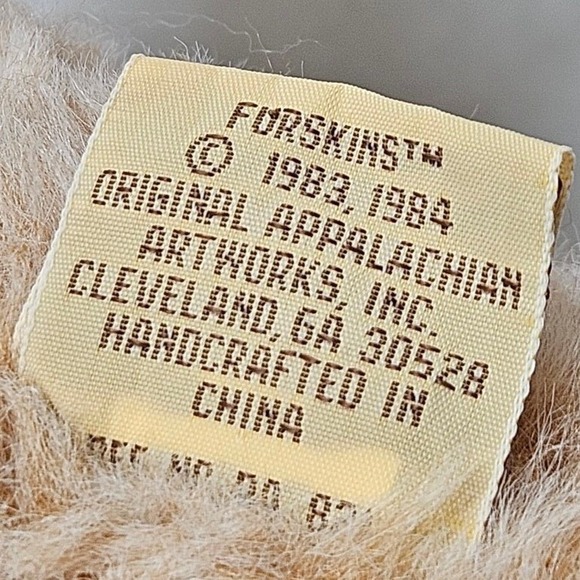 FURSKINS™
© 1983, 1984
ORIGINAL APPALACHIAN
ARTWORKS, INC.
CLEVELAND, GA 30528
HANDCRAFTED IN
CHINA